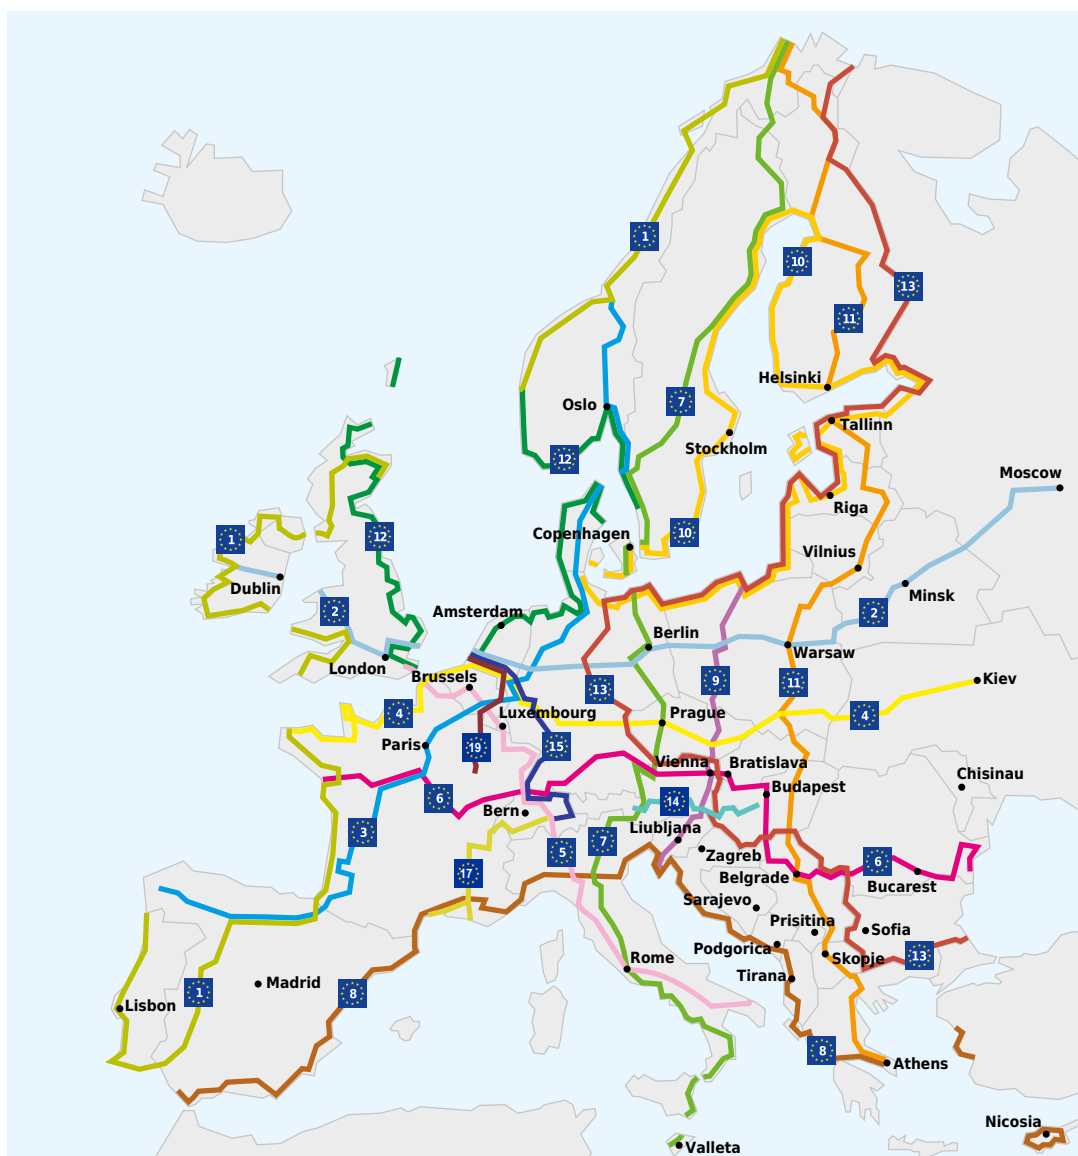 1
10
13
11
Helsinki
7
Oslo
Tallinn
Stockholm
12
Moscow
Riga
10
Copenhagen
1
12
Vilnius
Dublin
Minsk
2
2
Amsterdam
Berlin
Warsaw
London
Brussels
9
11
Kiev
13
4
Luxembourg
Prague
4
Paris
19
15
Vienna
Bratislava
Chisinau
6
14
Budapest
Bern
Liubljana
3
7
5
Zagreb
6
17
Belgrade
Bucarest
Sarajevo
Prisitina
Sofia
Podgorica
Skopje
13
Rome
Tirana
Madrid
1
8
Lisbon
8
Athens
Nicosia
Valleta